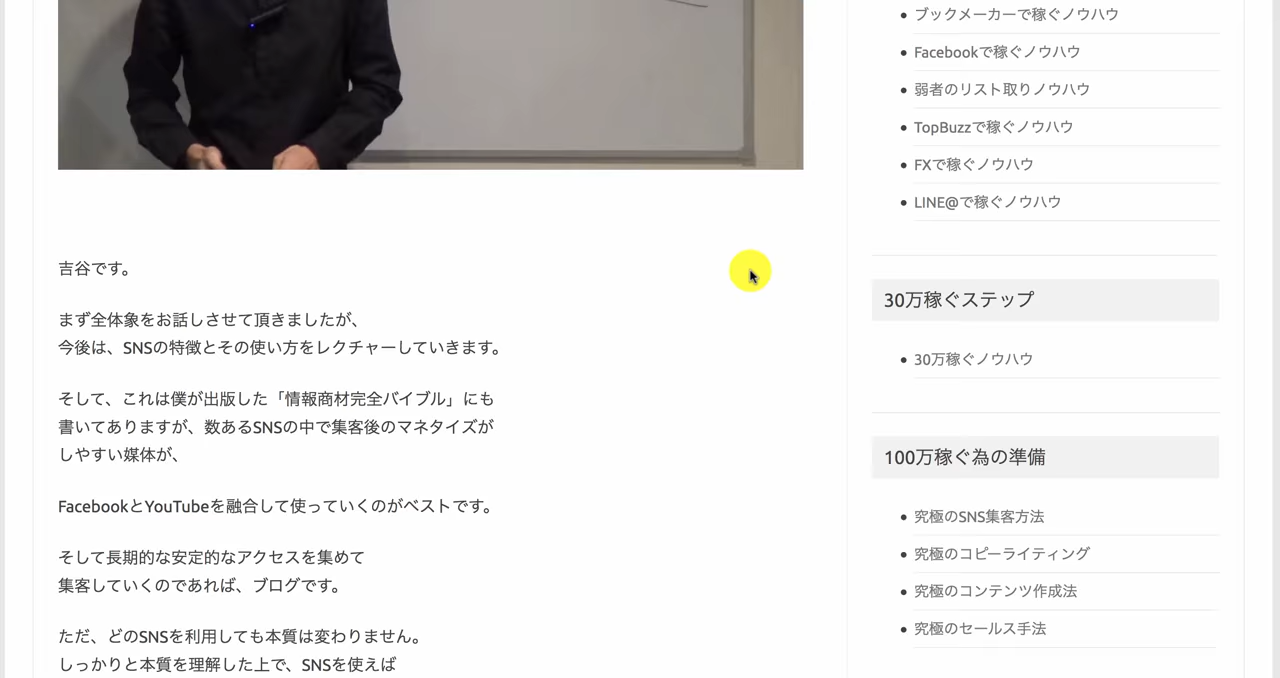 吉谷です。
まず全体象をお話しさせて頂きましたが、
今後は、SNSの特徴とその使い方をレクチャーしていきます。
そして、これは僕が出版した「情報商材完全バイブル」にも
書いてありますが、数あるSNSの中で集客後のマネタイズが
しやすい媒体が、
FacebookとYouTubeを融合して使っていくのがベストです。
そして長期的な安定的なアクセスを集めて
集客していくのであれば、ブログです。
ただ、どのSNSを利用しても本質は変わりません。
しっかりと本質を理解した上で、SNSを使えば
ブックメーカーで稼ぐノウハウ
Facebookで稼ぐノウハウ
弱者のリスト取りノウハウ
TopBuzzで稼ぐノウハウ
FXで稼ぐノウハウ
LINE@で稼ぐノウハウ
30万稼ぐステップ
30万稼ぐノウハウ
100万稼ぐ為の準備
究極のSNS集客方法
究極のコピーライティング
究極のコンテンツ作成法
究極のセールス手法